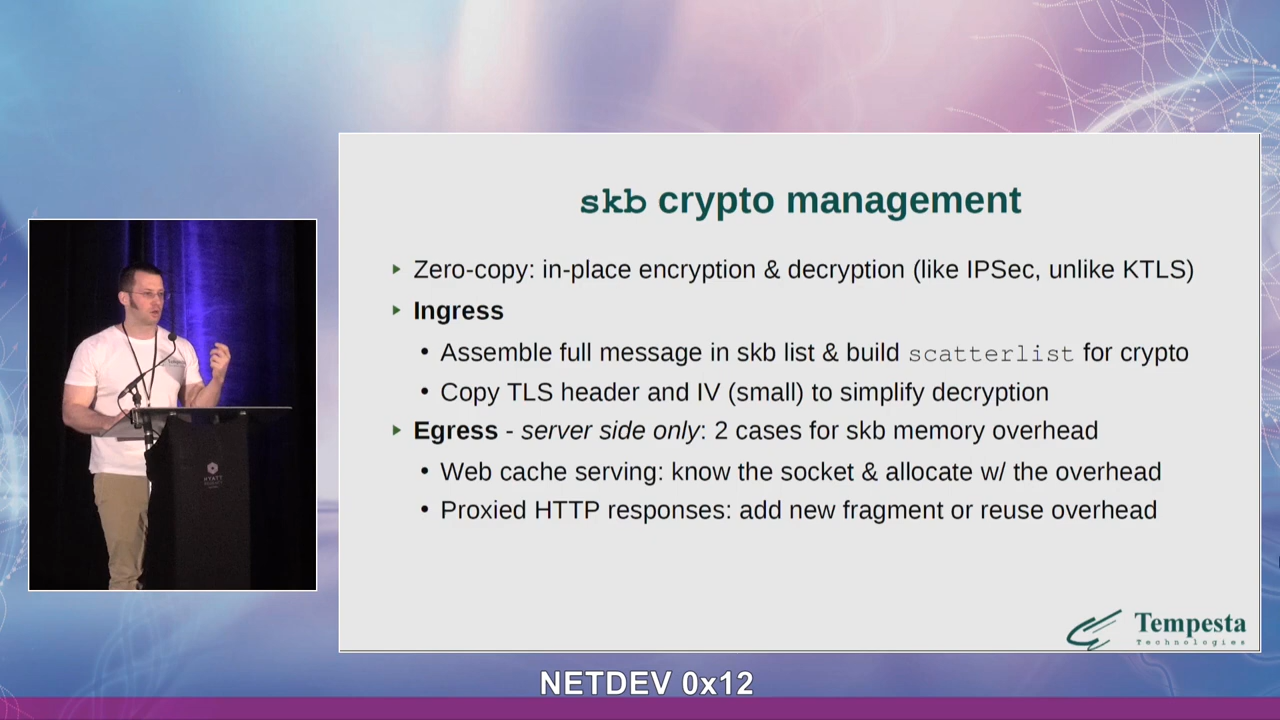 skb crypto management
Zero-copy: in-place encryption & decryption (like IPSec, unlike KTLS)
Ingress
Assemble full message in skb list & build scatterlist for crypto
Copy TLS header and IV (small) to simplify decryption
Egress - server side only: 2 cases for skb memory overhead
Web cache serving: know the socket & allocate w/ the overhead
Proxied HTTP responses: add new fragment or reuse overhead
Tempesta
Technologies
HYATT
NETDEV 0x12